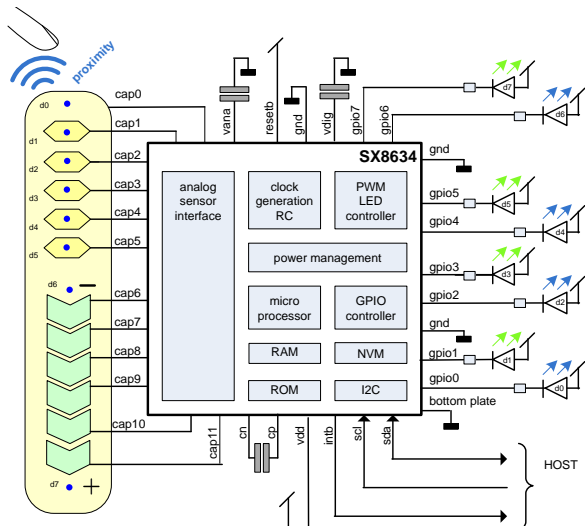 proximity
d0
d1
d2
d3
d4
d5
d6
d7
+
cap0
cap1
cap2
cap3
cap4
cap5
cap6
cap7
cap8
cap9
cap10
cap11
vana
resetb
gnd
vdig
gpio7
gpio6
SX8634
analog
sensor
interface
clock
generation
RC
PWM
LED
controller
power management
micro
processor
GPIO
controller
RAM
NVM
ROM
I2C
gnd
gpio5
gpio4
gpio3
gpio2
gnd
gpio1
gpio0
bottom plate
d7
d6
d5
d4
d3
d2
d1
d0
cn
cp
vdd
intb
scl
sda
HOST